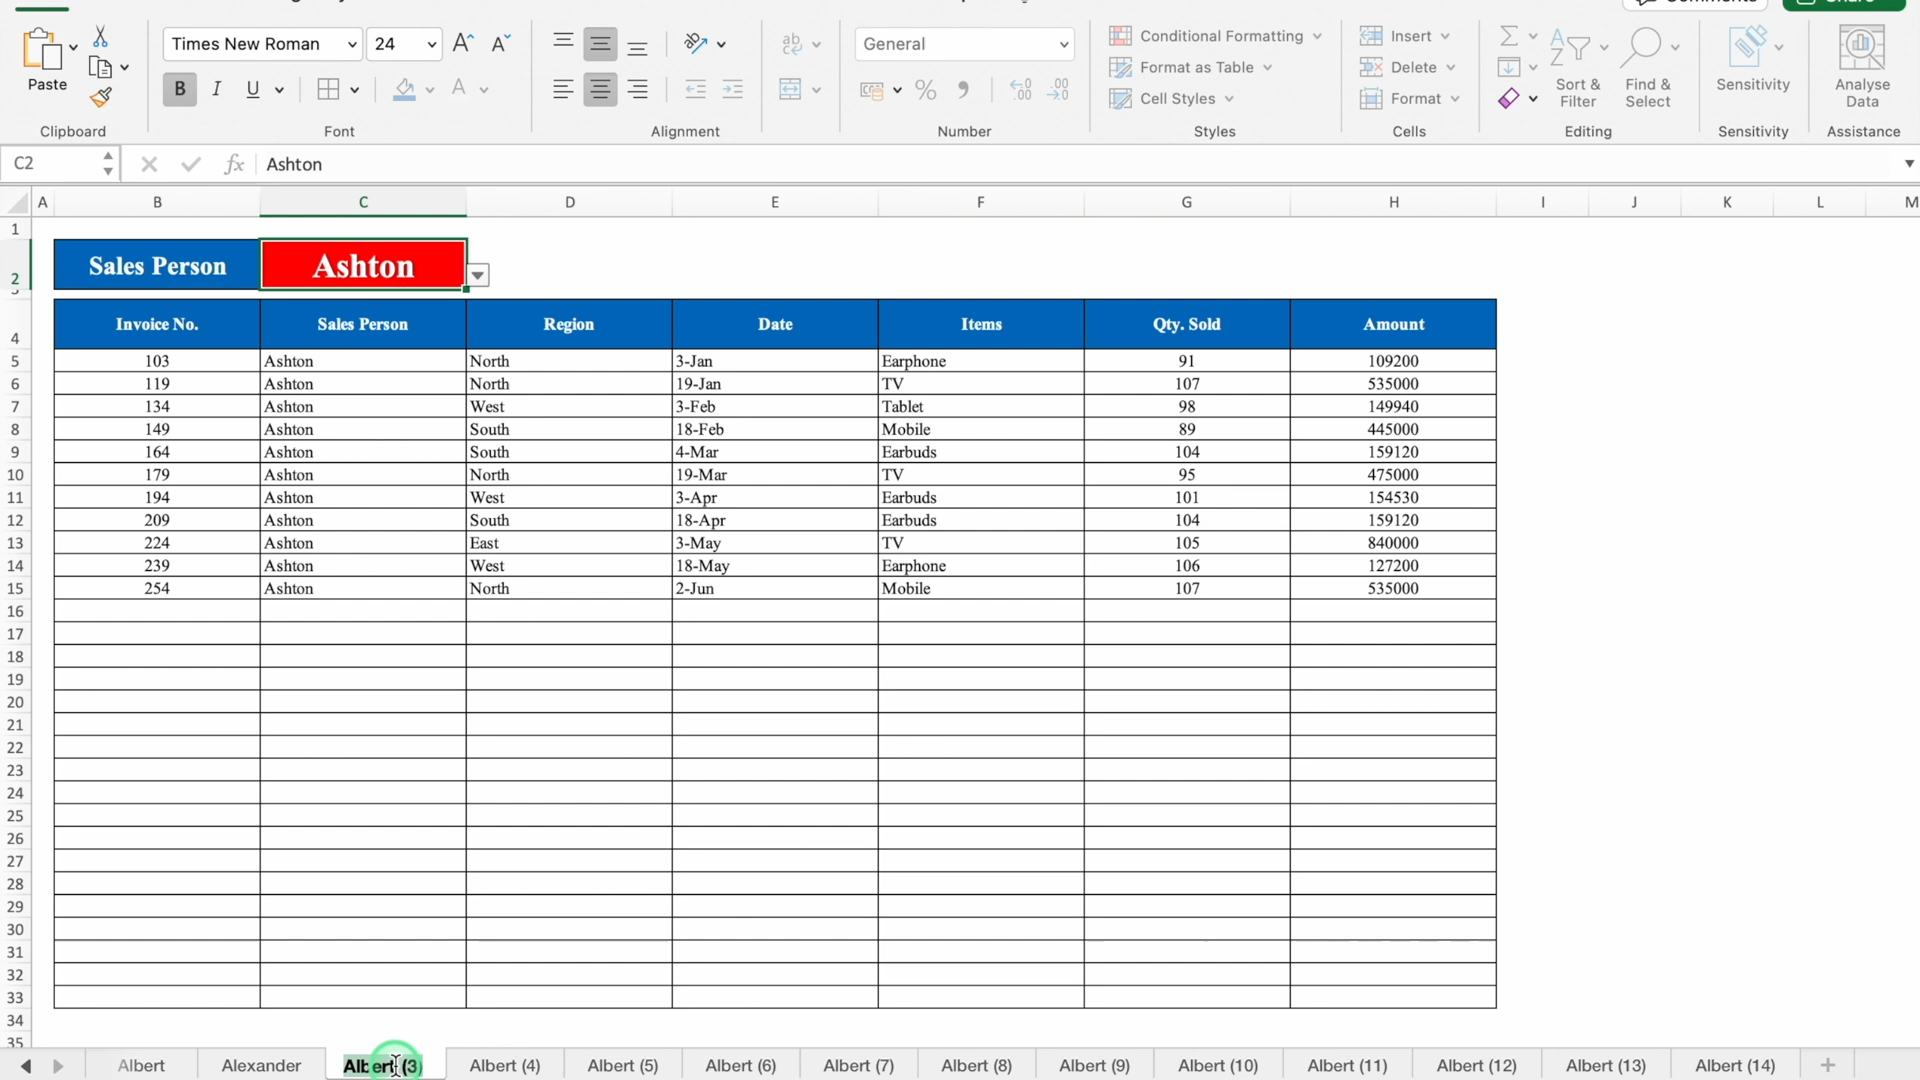 Paste
Times New Roman
24
General
Conditional Formatting
Insert
Format as Table
Delete
Cell Styles
Format
Sort & Filter
Find & Select
Sensitivity
Analyse Data
Clipboard
Font
Alignment
Number
Styles
Cells
Editing
Sensitivity
Assistance
C2
fx
Ashton
A B C D E F G H I J K L M
1
2 Sales Person Ashton
4 Invoice No. Sales Person Region Date Items Qty. Sold Amount
5 103 Ashton North 3-Jan Earphone 91 109200
6 119 Ashton North 19-Jan TV 107 535000
7 134 Ashton West 3-Feb Tablet 98 149940
8 149 Ashton South 18-Feb Mobile 89 445000
9 164 Ashton South 4-Mar Earbuds 104 159120
10 179 Ashton North 19-Mar TV 95 475000
11 194 Ashton West 3-Apr Earbuds 101 154530
12 209 Ashton South 18-Apr Earbuds 104 159120
13 224 Ashton East 3-May TV 105 840000
14 239 Ashton West 18-May Earphone 106 127200
15 254 Ashton North 2-Jun Mobile 107 535000
16
17
18
19
20
21
22
23
24
25
26
27
28
29
30
31
32
33
34
35
Albert Alexander Albert (3) Albert (4) Albert (5) Albert (6) Albert (7) Albert (8) Albert (9) Albert (10) Albert (11) Albert (12) Albert (13) Albert (14)